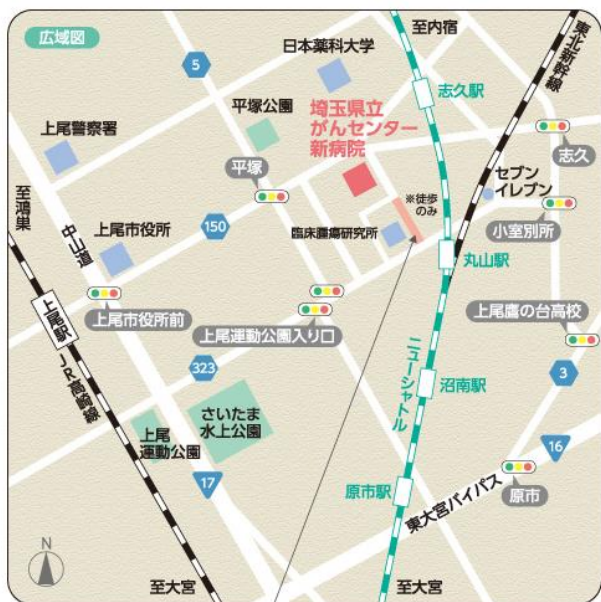 広域図
至内宿
東北新幹線
日本薬科大学
5
志久駅
平塚公園
埼玉県立
がんセンター
新病院
上尾警察署
志久
平塚
セブン
イレブン
至鴻巣
※徒歩
のみ
中山道
上尾市役所
150
臨床腫瘍研究所
小室別所
丸山駅
上尾駅
上尾市役所前
上尾運動公園入り口
上尾鷹の台高校
JR高崎線
323
ニューシャトル
沼南駅
3
さいたま
水上公園
上尾
運動公園
16
17
原市駅
原市
東大宮バイパス
N
至大宮
至大宮